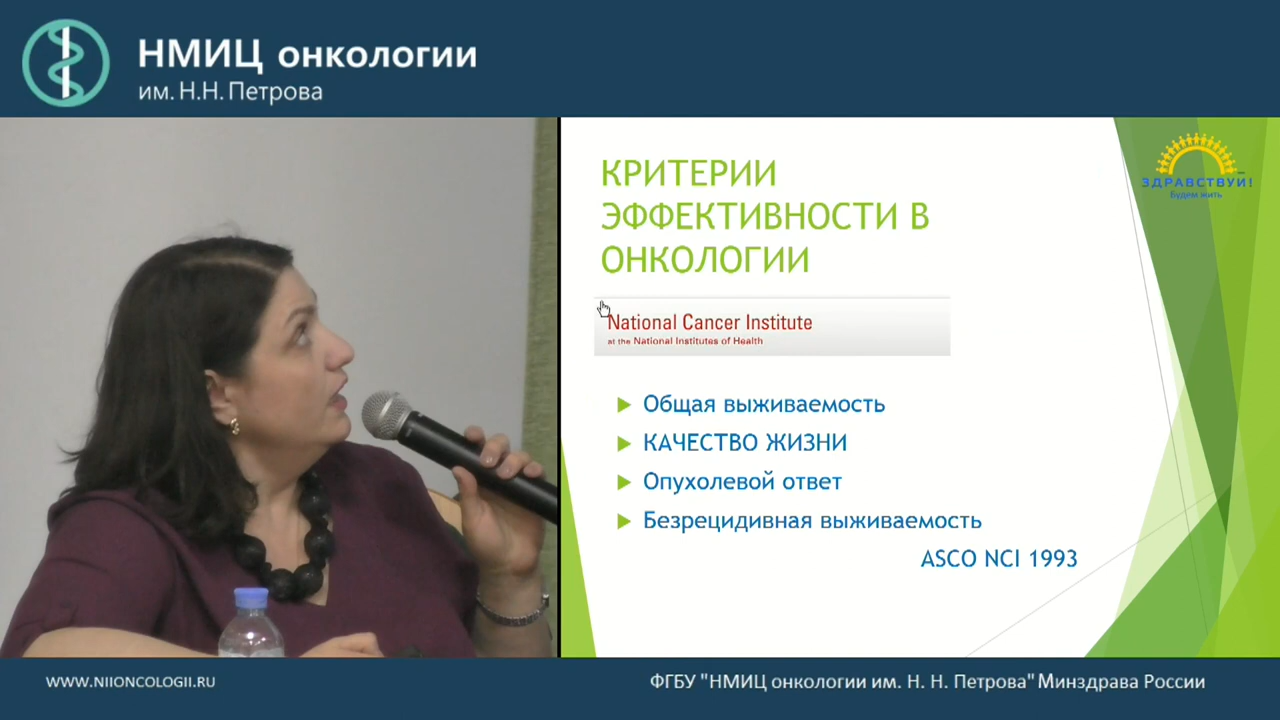 НМИЦ онкологии
им. Н.Н. Петрова
ЗДРАВСТВУЙ!
Будем жить
КРИТЕРИИ
ЭФФЕКТИВНОСТИ В
ОНКОЛОГИИ
National Cancer Institute
at the National Institutes of Health
Общая выживаемость
КАЧЕСТВО ЖИЗНИ
Опухолевой ответ
Безрецидивная выживаемость
ASCO NCI 1993
WWW.NIIONCOLOGII.RU
ФГБУ "НМИЦ онкологии им. Н. Н. Петрова" Минздрава России